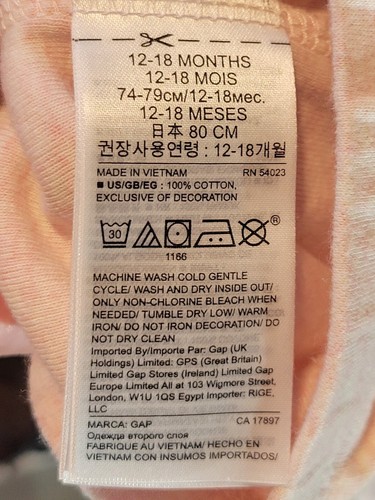 12-18 MONTHS
12-18 MOIS
74-79см/12-18мес.
12-18 MESES
日本 80 CM
권장사용연령 : 12-18개월
MADE IN VIETNAM RN 54023
■ US/GB/EG : 100% COTTON,
EXCLUSIVE OF DECORATION
30 ®
1166
MACHINE WASH COLD GENTLE
CYCLE/ WASH AND DRY INSIDE OUT/
ONLY NON-CHLORINE BLEACH WHEN
NEEDED/ TUMBLE DRY LOW/ WARM
IRON/ DO NOT IRON DECORATION/ DO
NOT DRY CLEAN
Imported By/Importe Par: Gap (UK
Holdings) Limited: GPS (Great Britain)
Limited Gap Stores (Ireland) Limited Gap
Europe Limited All at 103 Wigmore Street,
London, W1U 1QS Egypt Importer: RIGE,
LLC
MARCA: GAP CA 17897
Одежда второго слоя
FABRIQUÉ AU VIETNAM/ HECHO EN
VIETNAM CON INSUMOS IMPORTADOS/